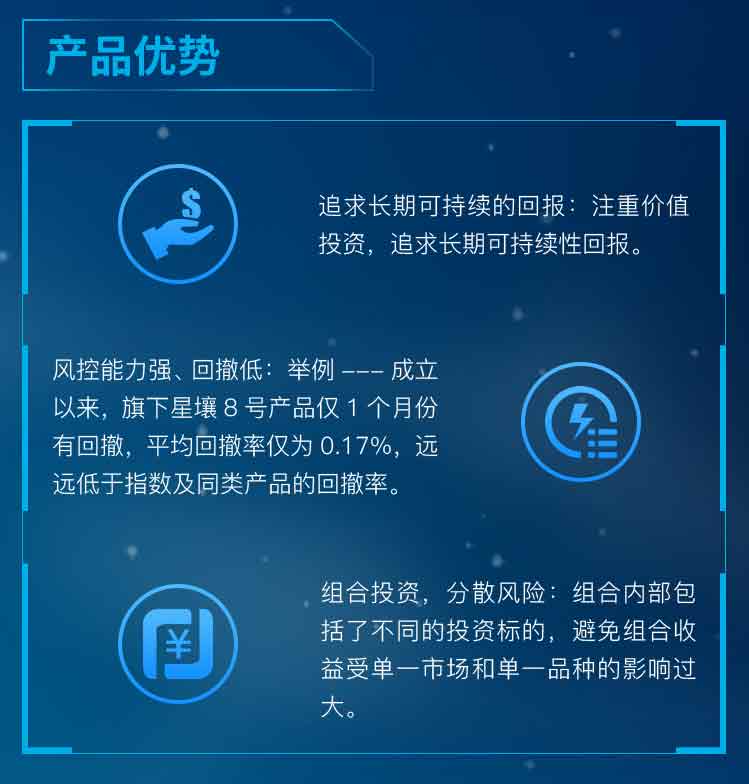 产品优势
追求长期可持续的回报：注重价值
投资，追求长期可持续性回报。
风控能力强、回撤低：举例 --- 成立
以来，旗下星壤 8 号产品仅 1 个月份
有回撤，平均回撤率仅为 0.17%，远
远低于指数及同类产品的回撤率。
组合投资，分散风险：组合内部包
括了不同的投资标的，避免组合收
益受单一市场和单一品种的影响过
大。